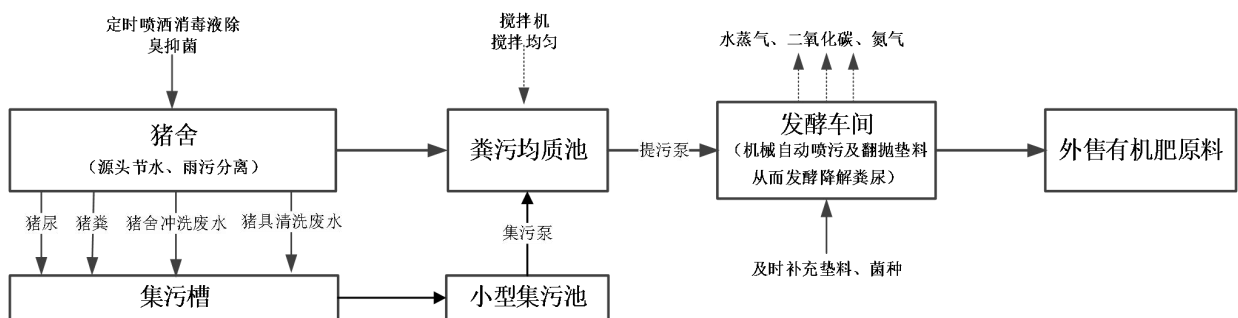 定时喷洒消毒液除
臭抑菌
搅拌机
搅拌均匀
水蒸气、二氧化碳、氮气
猪舍
（源头节水、雨污分离）
粪污均质池
提污泵
发酵车间
（机械自动喷污及翻抛垫料
从而发酵降解粪尿）
外售有机肥原料
猪尿
猪粪
猪舍冲洗废水
猪具清洗废水
集污泵
及时补充垫料、菌种
集污槽
小型集污池